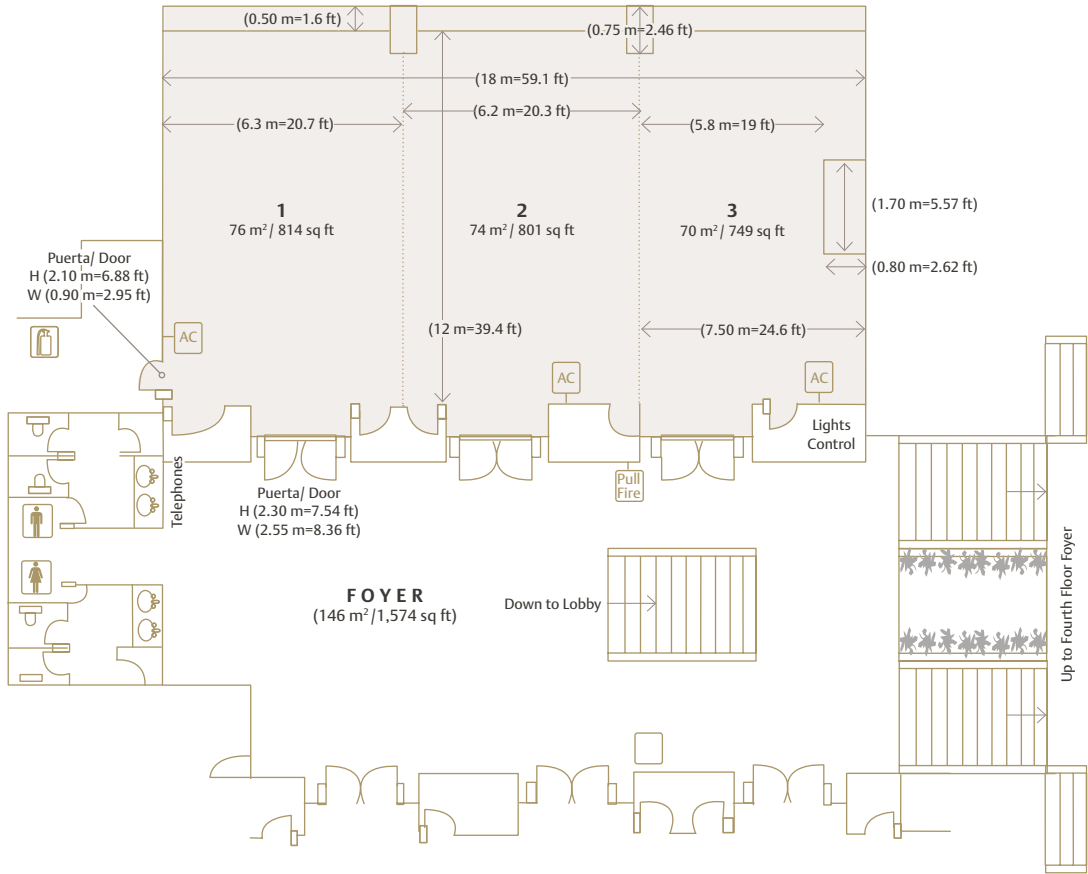 (0.50 m=1.6 ft)
(0.75 m=2.46 ft)
(18 m=59.1 ft)
(6.3 m=20.7 ft)
(6.2 m=20.3 ft)
(5.8 m=19 ft)
1
76 m²/ 814 sq ft
2
74 m²/ 801 sq ft
3
70 m²/ 749 sq ft
(1.70 m=5.57 ft)
(0.80 m=2.62 ft)
Puerta/ Door
H (2.10 m=6.88 ft)
W (0.90 m=2.95 ft)
(12 m=39.4 ft)
(7.50 m=24.6 ft)
AC
AC
AC
Lights
Control
Telephones
Pull
Fire
Puerta/ Door
H (2.30 m=7.54 ft)
W (2.55 m=8.36 ft)
FOYER
(146 m²/1,574 sq ft)
Down to Lobby
Up to Fourth Floor Foyer